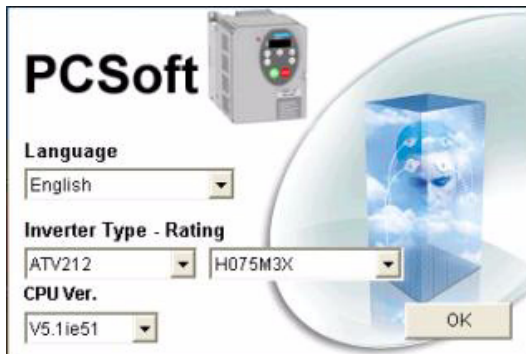 PCSoft
Language
English
Inverter Type - Rating
ATV212 H075M3X
CPU Ver.
V5.1ie51
OK